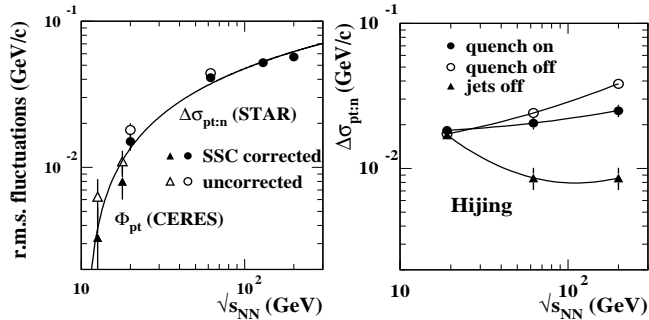 r.m.s. fluctuations (GeV/c)
10⁻¹
10⁻²
Δσpt:n (STAR)
SSC corrected
uncorrected
Φpt (CERES)
10
10²
√sNN (GeV)
Δσpt:n (GeV/c)
10⁻¹
10⁻²
quench on
quench off
jets off
Hijing
10
10²
√sNN (GeV)